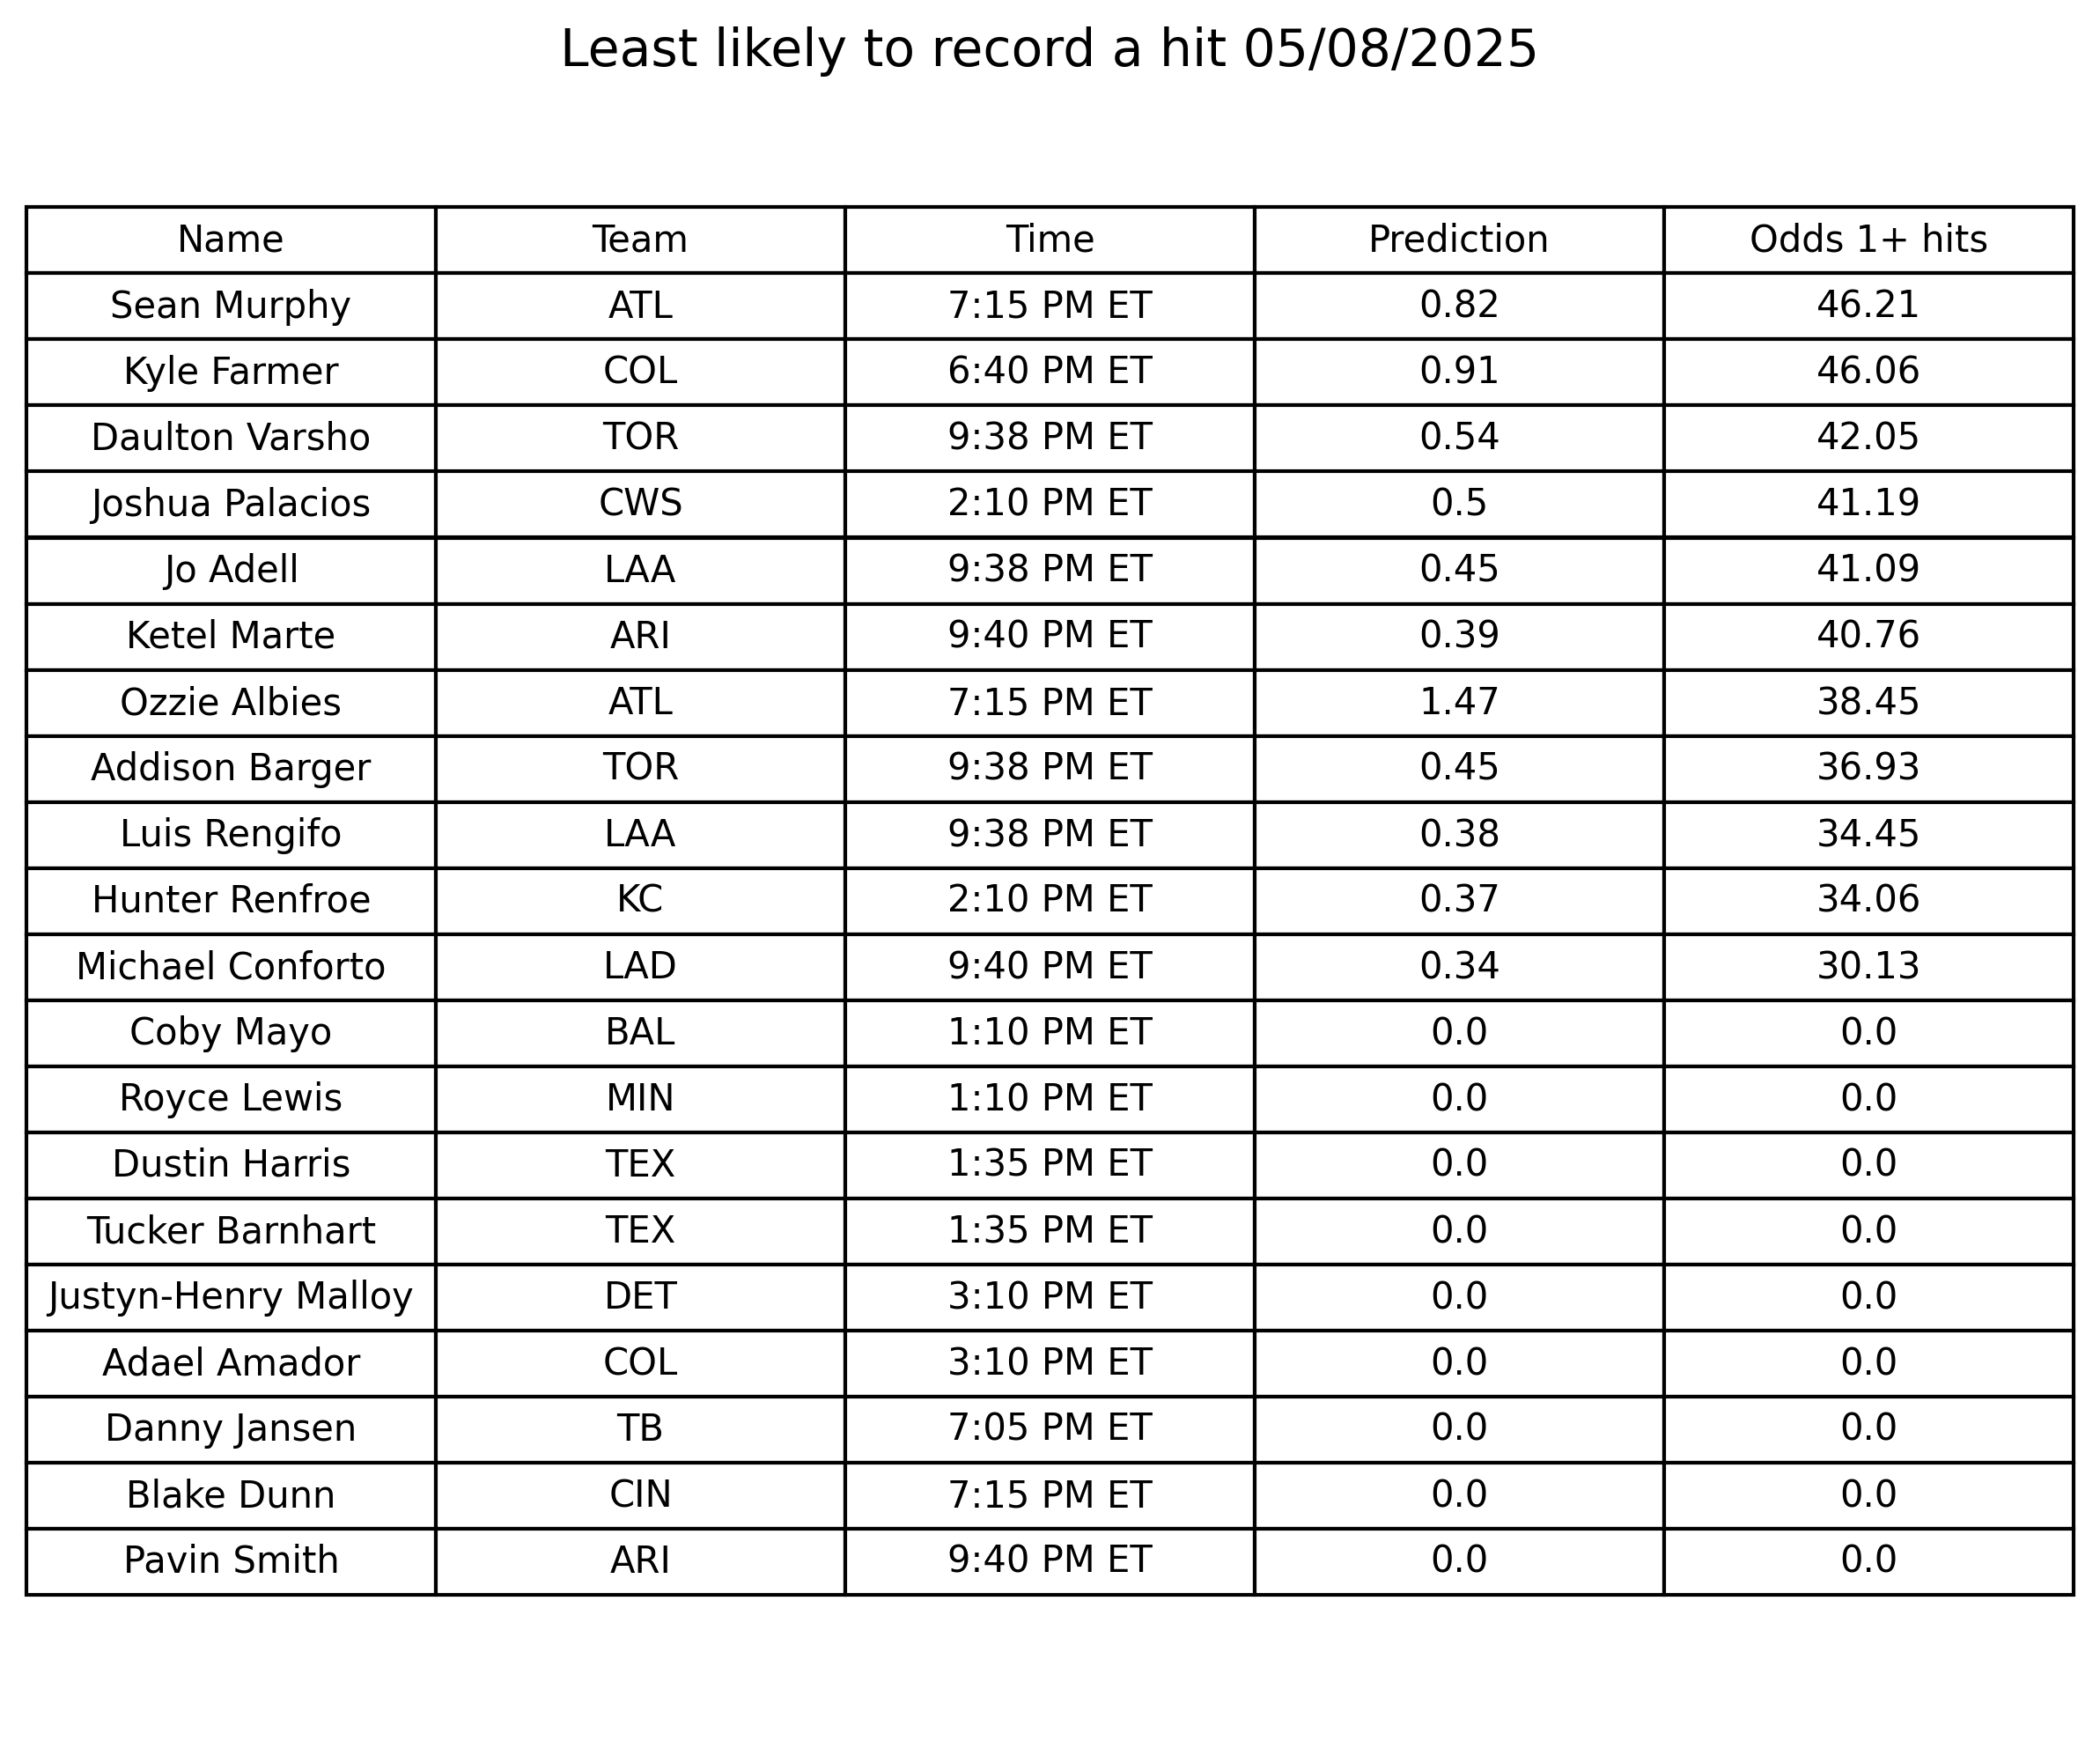 Least likely to record a hit 05/08/2025
Name Team Time Prediction Odds 1+ hits
Sean Murphy ATL 7:15 PM ET 0.82 46.21
Kyle Farmer COL 6:40 PM ET 0.91 46.06
Daulton Varsho TOR 9:38 PM ET 0.54 42.05
Joshua Palacios CWS 2:10 PM ET 0.5 41.19
Jo Adell LAA 9:38 PM ET 0.45 41.09
Ketel Marte ARI 9:40 PM ET 0.39 40.76
Ozzie Albies ATL 7:15 PM ET 1.47 38.45
Addison Barger TOR 9:38 PM ET 0.45 36.93
Luis Rengifo LAA 9:38 PM ET 0.38 34.45
Hunter Renfroe KC 2:10 PM ET 0.37 34.06
Michael Conforto LAD 9:40 PM ET 0.34 30.13
Coby Mayo BAL 1:10 PM ET 0.0 0.0
Royce Lewis MIN 1:10 PM ET 0.0 0.0
Dustin Harris TEX 1:35 PM ET 0.0 0.0
Tucker Barnhart TEX 1:35 PM ET 0.0 0.0
Justyn-Henry Malloy DET 3:10 PM ET 0.0 0.0
Adael Amador COL 3:10 PM ET 0.0 0.0
Danny Jansen TB 7:05 PM ET 0.0 0.0
Blake Dunn CIN 7:15 PM ET 0.0 0.0
Pavin Smith ARI 9:40 PM ET 0.0 0.0